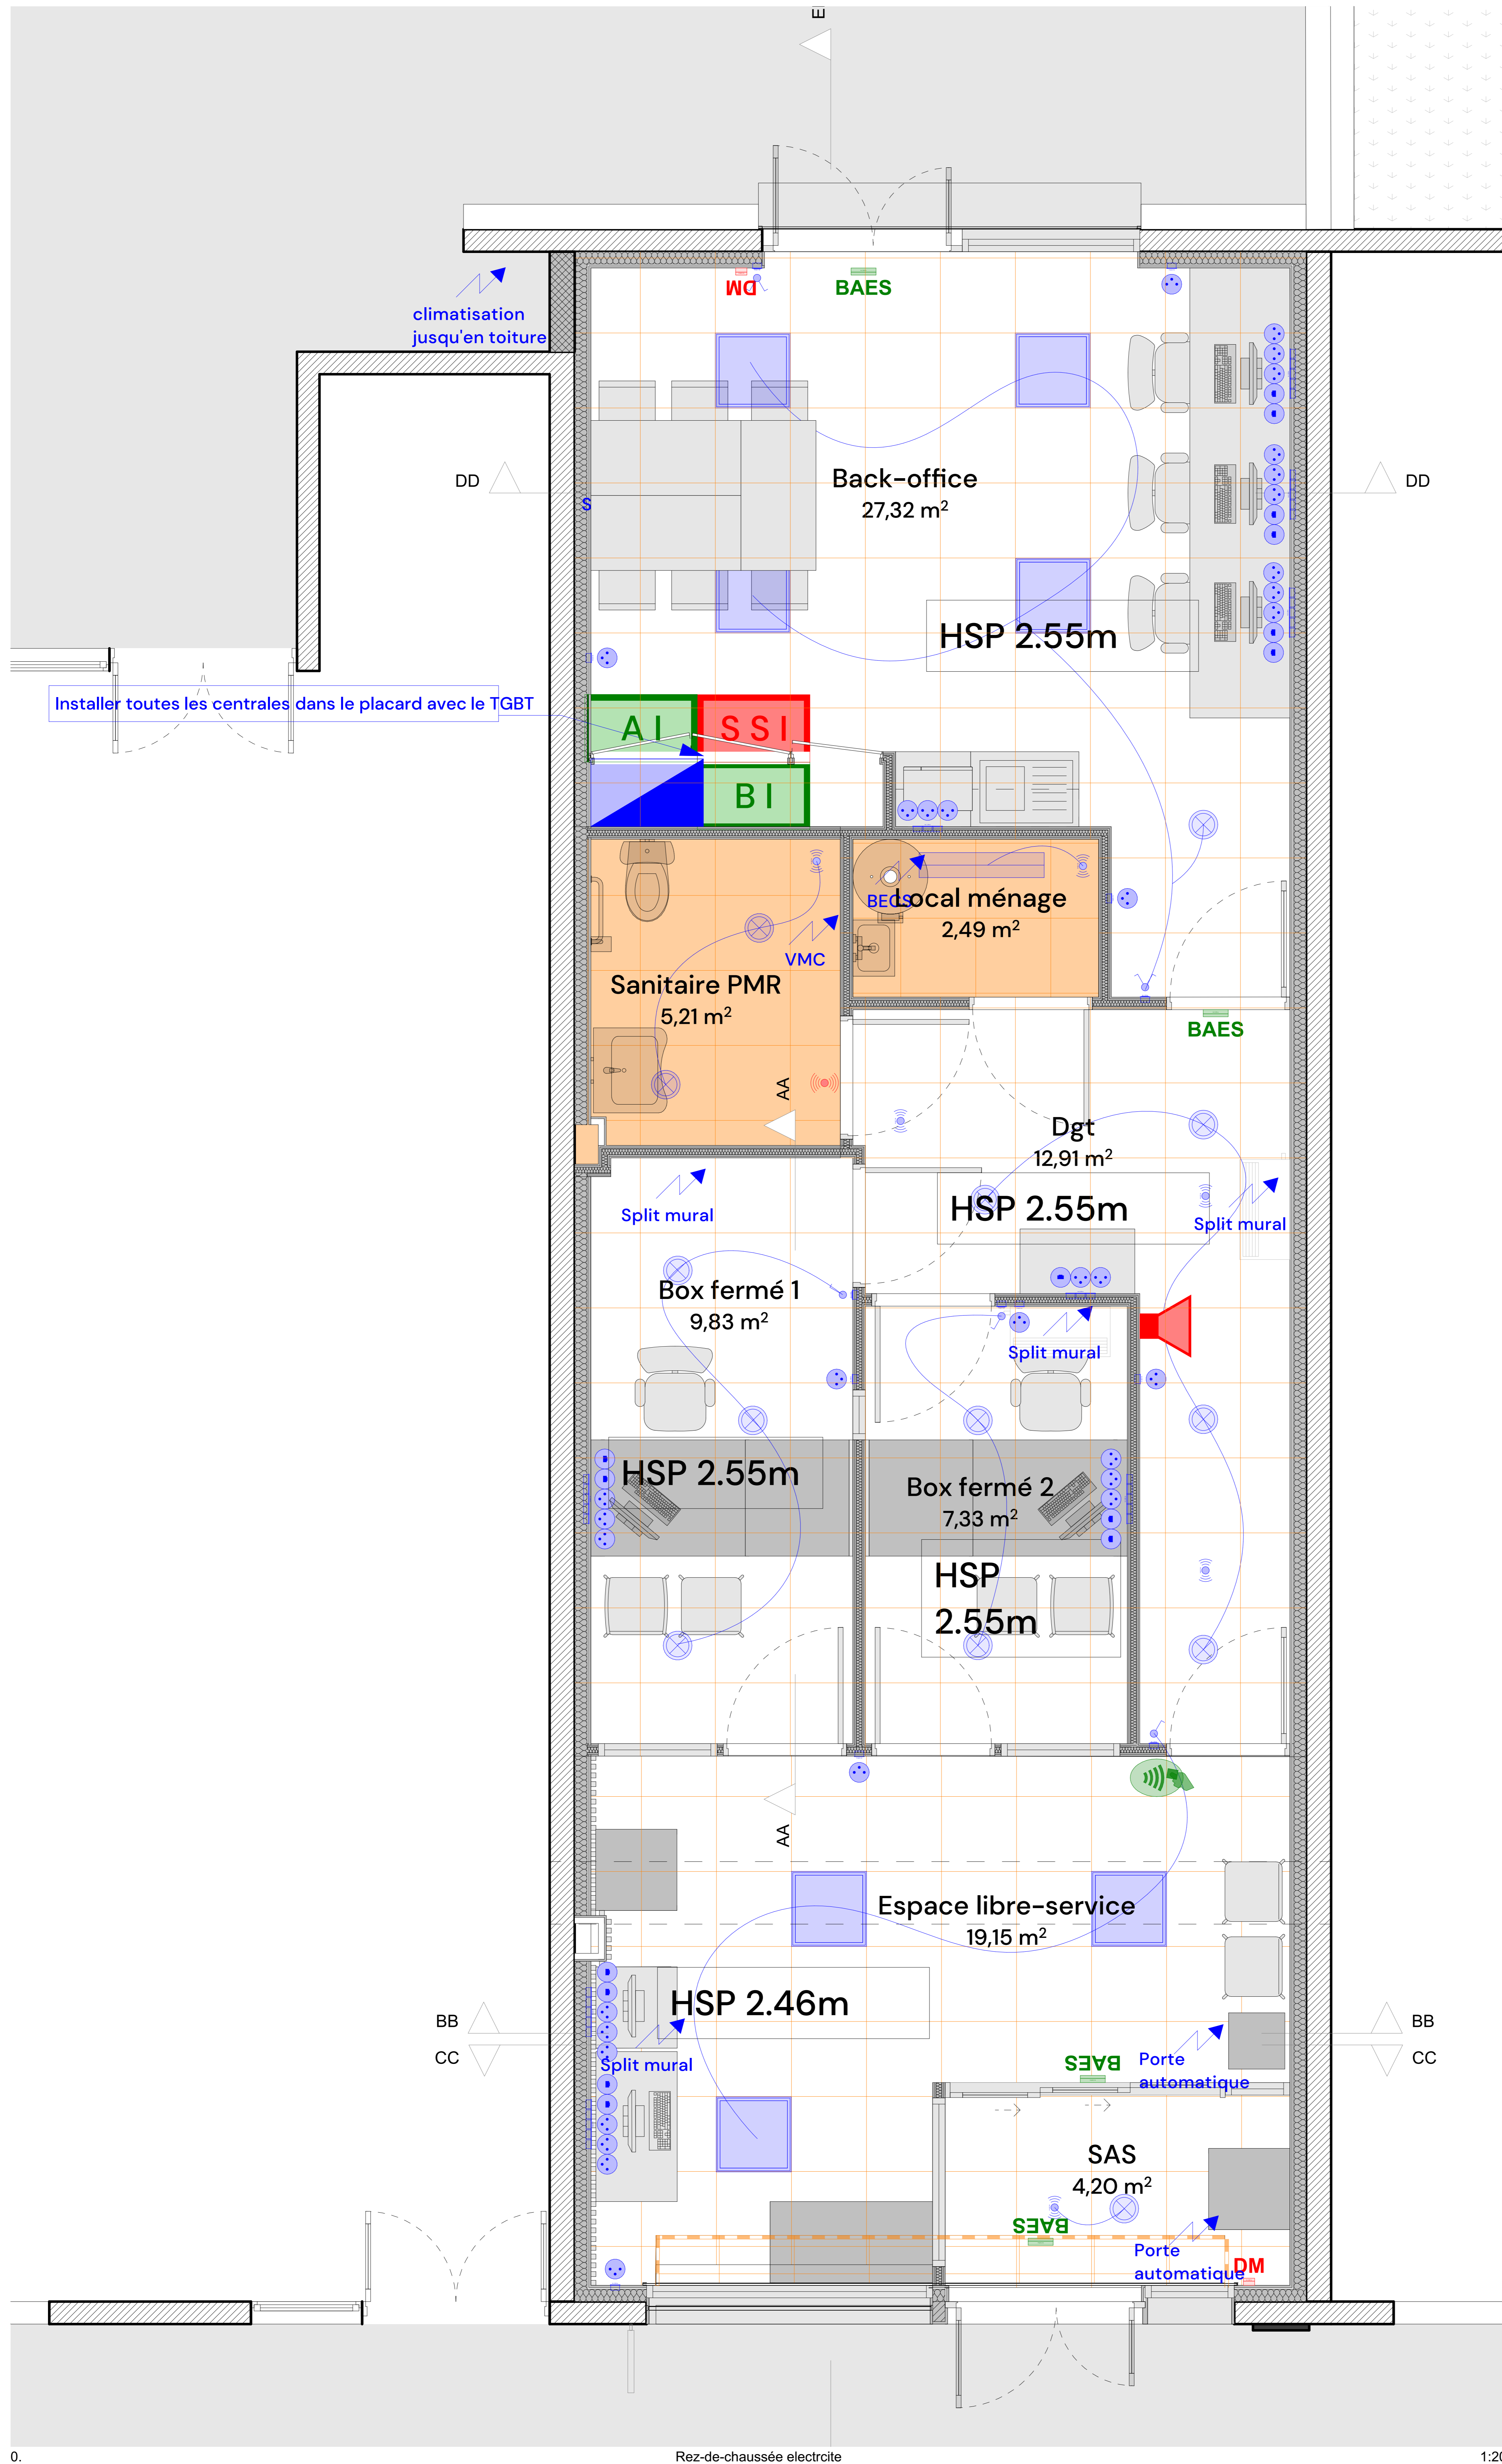 E
DM
BAES
climatisation
jusqu'en toiture
Back-office
27,32 m²
DD
DD
S
HSP 2.55m
Installer toutes les centrales dans le placard avec le TGBT
A I
S S I
B I
BECS
Local ménage
2,49 m²
VMC
Sanitaire PMR
5,21 m²
BAES
AA
Dgt
12,91 m²
HSP 2.55m
Split mural
Split mural
Box fermé 1
9,83 m²
Split mural
HSP 2.55m
Box fermé 2
7,33 m²
HSP
2.55m
AA
Espace libre-service
19,15 m²
HSP 2.46m
BB
BB
CC
CC
Split mural
BAES
Porte
automatique
SAS
4,20 m²
BAES
Porte
automatique
DM
0.
Rez-de-chaussée electrcite